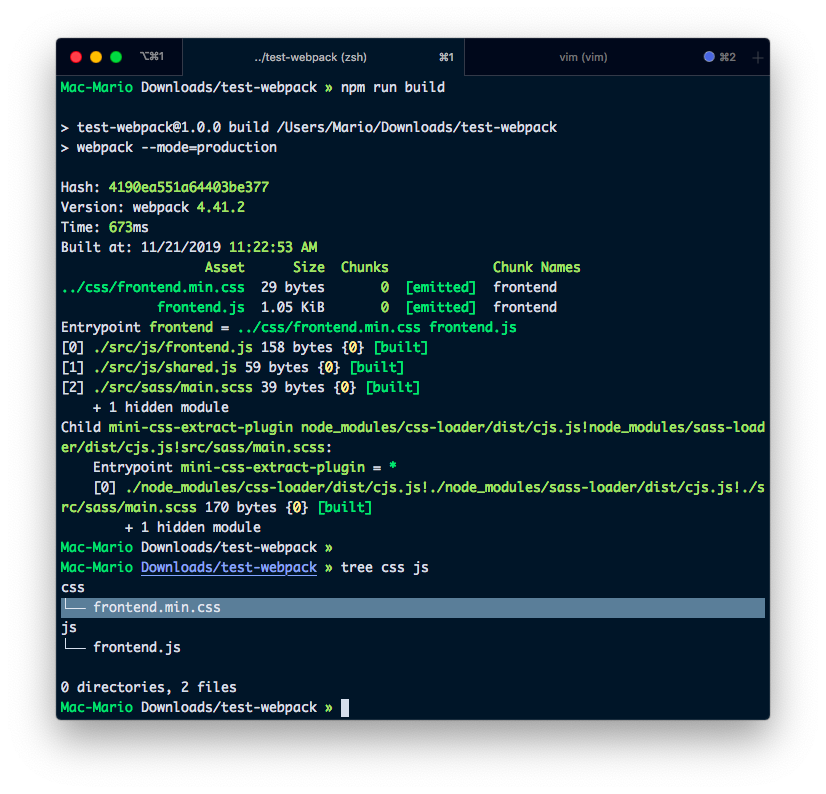 ⌥⌘1 ../test-webpack (zsh) ⌘1 vim (vim) ⌘2 +
Mac-Mario Downloads/test-webpack » npm run build
> test-webpack@1.0.0 build /Users/Mario/Downloads/test-webpack
> webpack --mode=production
Hash: 4190ea551a64403be377
Version: webpack 4.41.2
Time: 673ms
Built at: 11/21/2019 11:22:53 AM
Asset Size Chunks Chunk Names
../css/frontend.min.css 29 bytes 0 [emitted] frontend
frontend.js 1.05 KiB 0 [emitted] frontend
Entrypoint frontend = ../css/frontend.min.css frontend.js
[0] ./src/js/frontend.js 158 bytes {0} [built]
[1] ./src/js/shared.js 59 bytes {0} [built]
[2] ./src/sass/main.scss 39 bytes {0} [built]
+ 1 hidden module
Child mini-css-extract-plugin node_modules/css-loader/dist/cjs.js!node_modules/sass-load
er/dist/cjs.js!src/sass/main.scss:
Entrypoint mini-css-extract-plugin = *
[0] ./node_modules/css-loader/dist/cjs.js!./node_modules/sass-loader/dist/cjs.js!./s
rc/sass/main.scss 170 bytes {0} [built]
+ 1 hidden module
Mac-Mario Downloads/test-webpack »
Mac-Mario Downloads/test-webpack » tree css js
css
└── frontend.min.css
js
└── frontend.js
0 directories, 2 files
Mac-Mario Downloads/test-webpack »